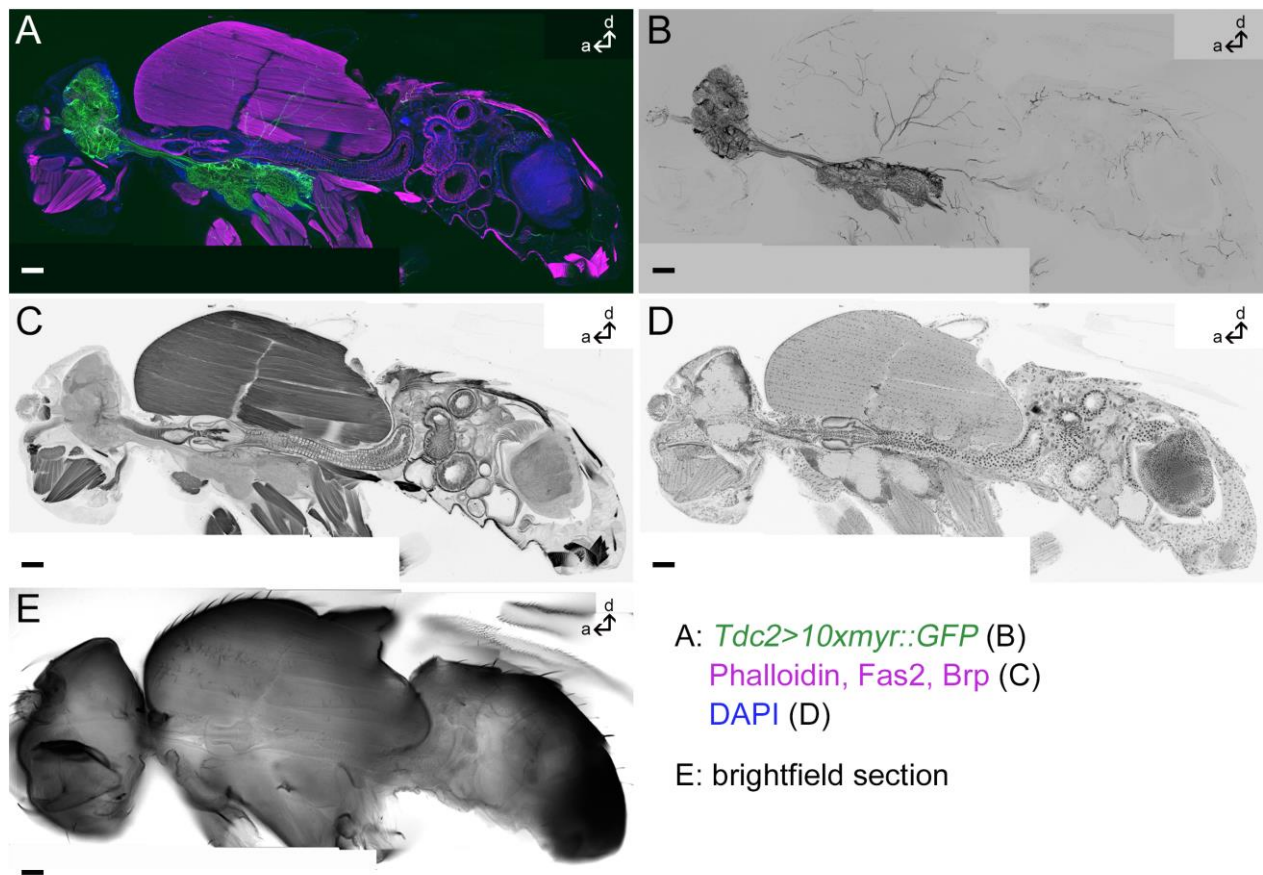 A
d
a
B
d
a
C
d
a
D
d
a
E
d
a
A: Tdc2>10xmyr::GFP (B)
Phalloidin, Fas2, Brp (C)
DAPI (D)
E: brightfield section